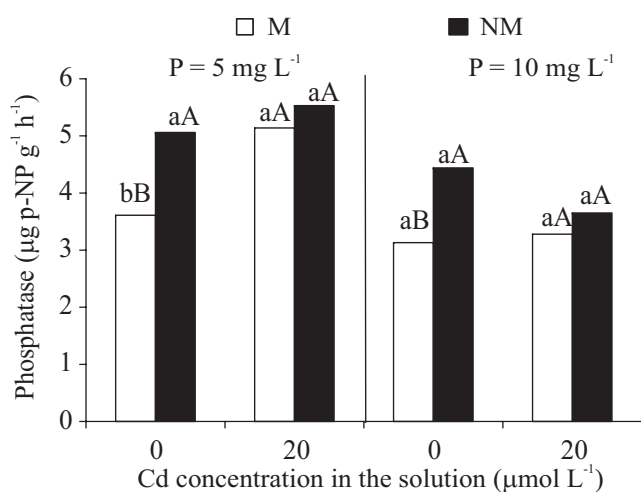 M NM
P = 5 mg L⁻¹ P = 10 mg L⁻¹
Phosphatase (µg p-NP g⁻¹ h⁻¹)
6
5
4
3
2
1
0
bB aA aA aA aB aA aA aA
0 20 0 20
Cd concentration in the solution (µmol L⁻¹)